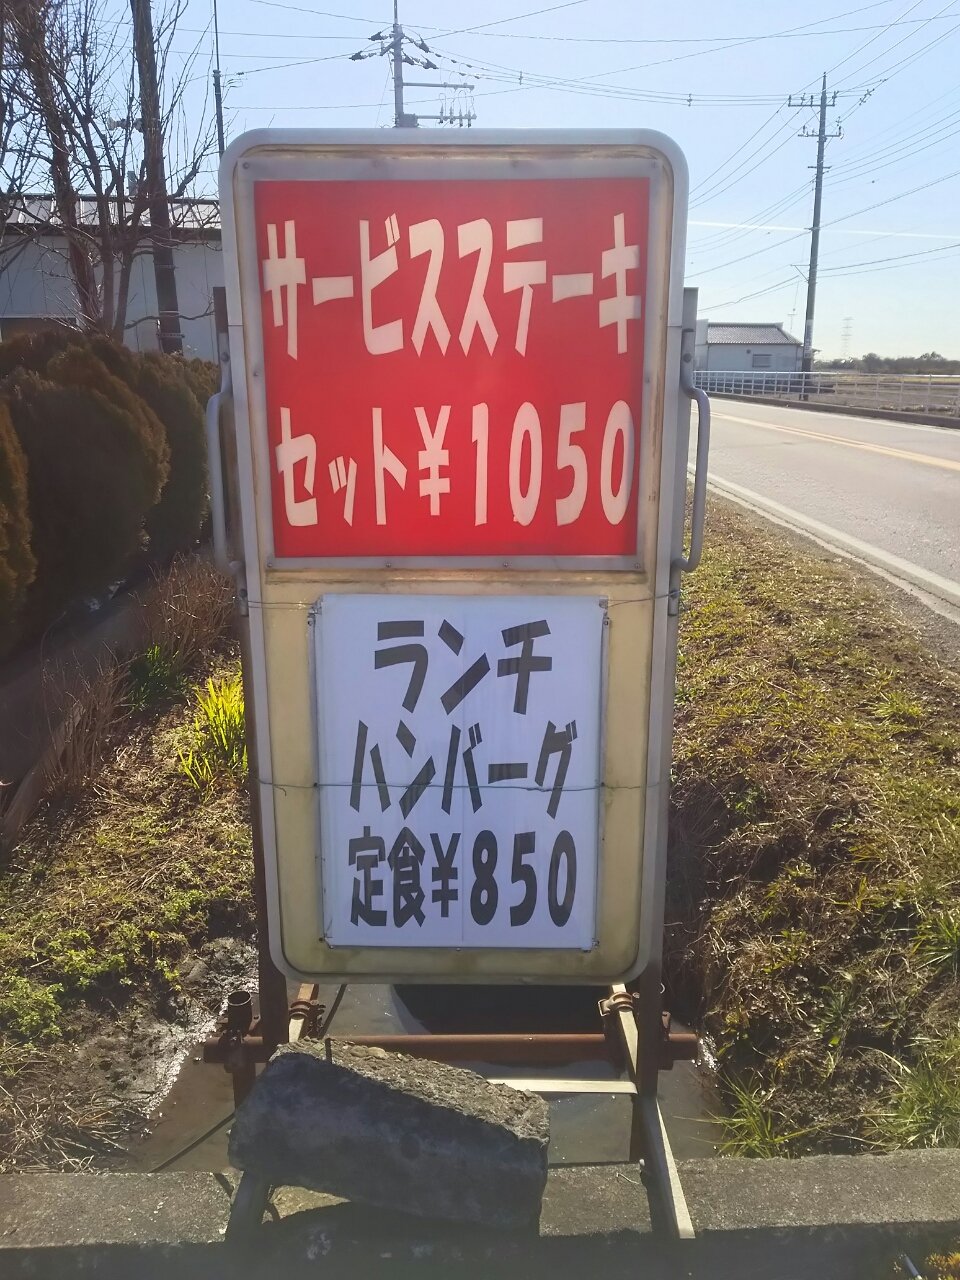 サービスステーキ
セット¥1050
ランチ
ハンバーグ
定食¥850